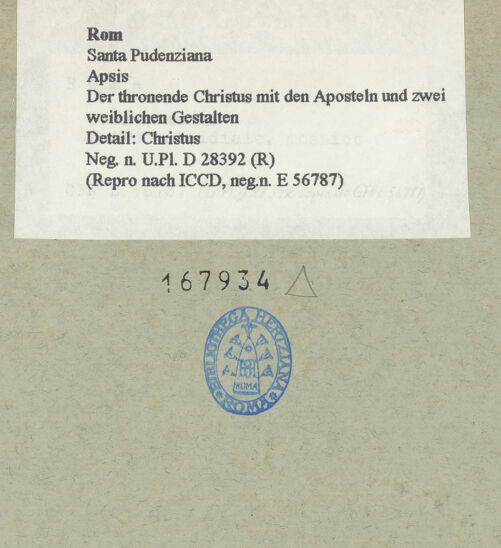 Rom
Santa Pudenziana
Apsis
Der thronende Christus mit den Aposteln und zwei
weiblichen Gestalten
Detail: Christus
Neg. n. U.Pl. D 28392 (R)
(Repro nach ICCD, neg.n. E 56787)
167934
BIBLIOTHECA HERTZIANA
ROMA
ROMA